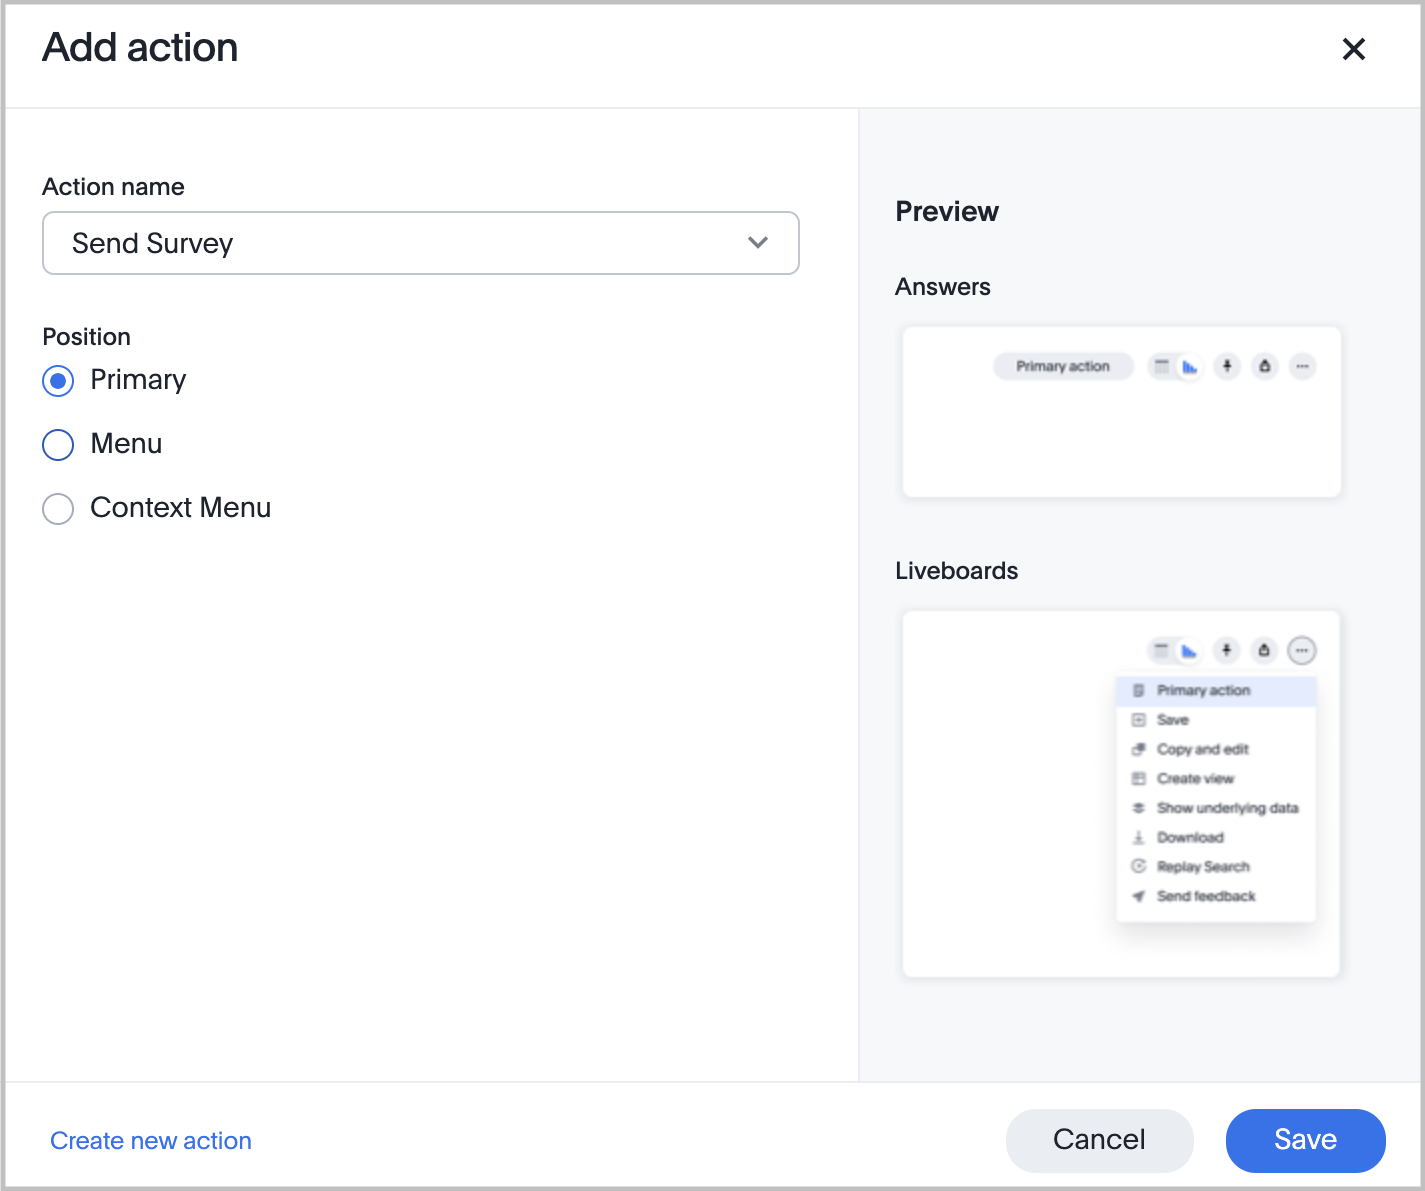 Add action
Action name
Send Survey
Position
Primary
Menu
Context Menu
Preview
Answers
Primary action
Liveboards
Primary action
Save
Copy and edit
Create view
Show underlying data
Download
Replay Search
Send feedback
Create new action
Cancel
Save